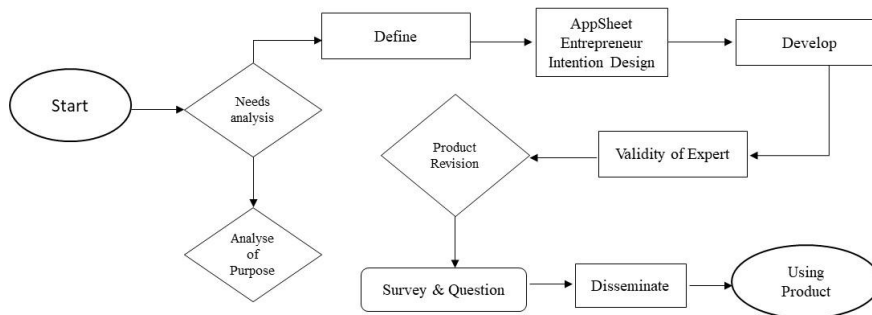 Start
Needs
analysis
Analyse
of
Purpose
Define
AppSheet
Entrepreneur
Intention Design
Develop
Validity of Expert
Product
Revision
Survey & Question
Disseminate
Using
Product